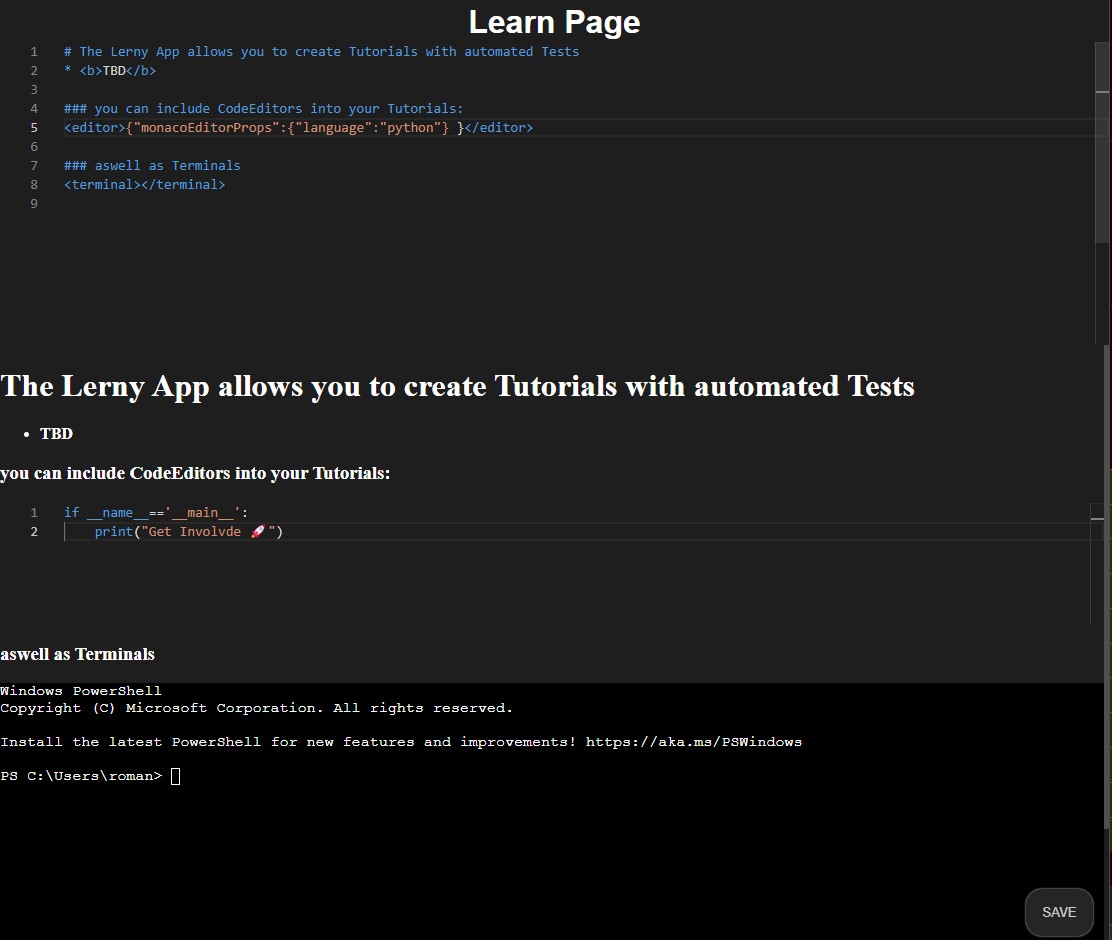 Learn Page
1 # The Lerny App allows you to create Tutorials with automated Tests
2 * <b>TBD</b>
3
4 ### you can include CodeEditors into your Tutorials:
5 <editor>{"monacoEditorProps":{"language":"python"} }</editor>
6
7 ### aswell as Terminals
8 <terminal></terminal>
9
The Lerny App allows you to create Tutorials with automated Tests
• TBD
you can include CodeEditors into your Tutorials:
1 if __name__=='__main__':
2 print("Get Involvde 🚀")
aswell as Terminals
Windows PowerShell
Copyright (C) Microsoft Corporation. All rights reserved.
Install the latest PowerShell for new features and improvements! https://aka.ms/PSWindows
PS C:\Users\roman>
SAVE